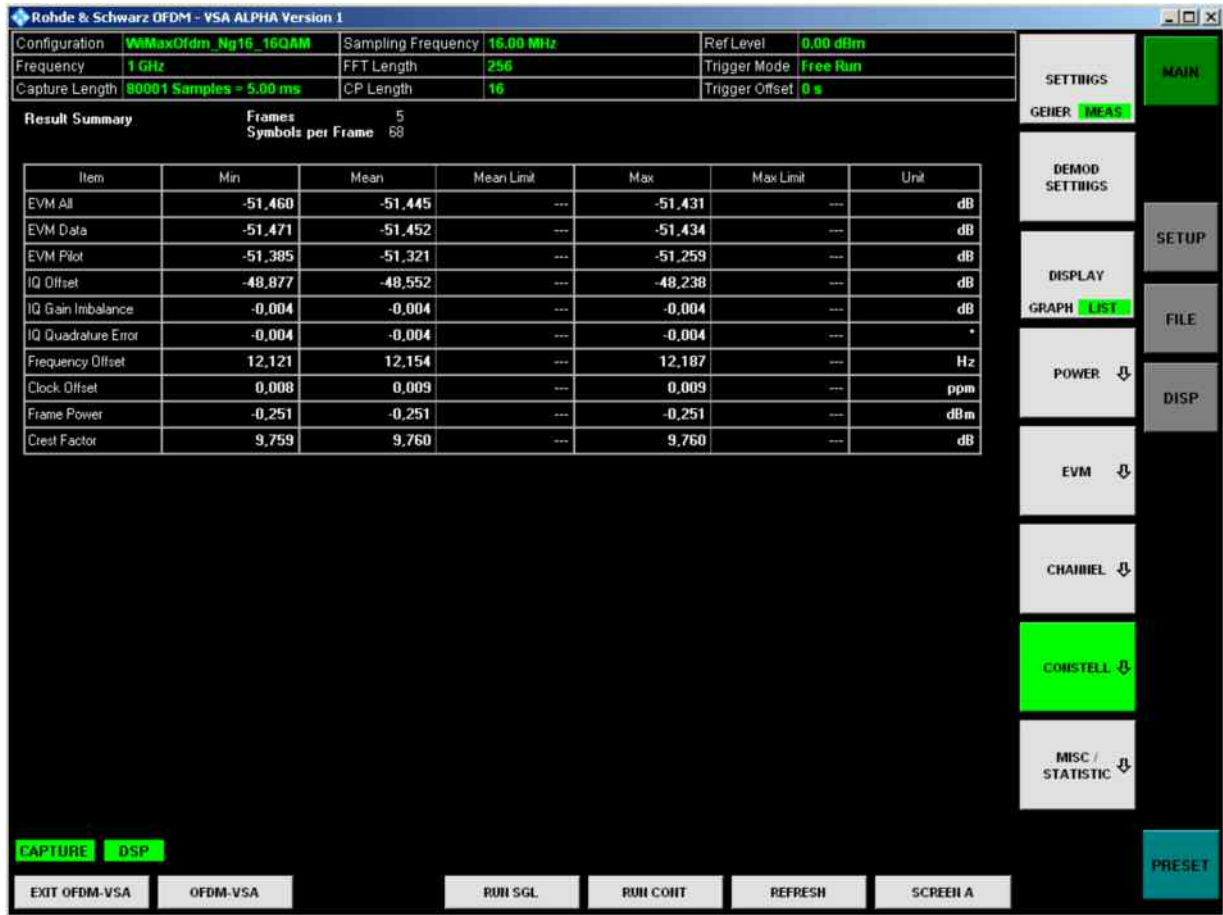 Rohde & Schwarz OFDM - VSA ALPHA Version 1
Configuration WiMaxOfdm_Ng16_16QAM Sampling Frequency 16.00 MHz Ref Level 0.00 dBm
Frequency 1 GHz FFT Length 256 Trigger Mode Free Run
Capture Length 80001 Samples = 5.00 ms CP Length 16 Trigger Offset 0 s
Result Summary Frames 5
Symbols per Frame 68
Item Min Mean Mean Limit Max Max Limit Unit
EVM All -51,460 -51,445 --- -51,431 --- dB
EVM Data -51,471 -51,452 --- -51,434 --- dB
EVM Pilot -51,385 -51,321 --- -51,259 --- dB
IQ Offset -48,877 -48,552 --- -48,238 --- dB
IQ Gain Imbalance -0,004 -0,004 --- -0,004 --- dB
IQ Quadrature Error -0,004 -0,004 --- -0,004 --- °
Frequency Offset 12,121 12,154 --- 12,187 --- Hz
Clock Offset 0,008 0,009 --- 0,009 --- ppm
Frame Power -0,251 -0,251 --- -0,251 --- dBm
Crest Factor 9,759 9,760 --- 9,760 --- dB
SETTINGS
GENER MEAS
DEMOD
SETTINGS
DISPLAY
GRAPH LIST
POWER
EVM
CHANNEL
CONSTELL
MISC /
STATISTIC
MAIN
SETUP
FILE
DISP
PRESET
CAPTURE DSP
EXIT OFDM-VSA OFDM-VSA RUN SGL RUN CONT REFRESH SCREEN A